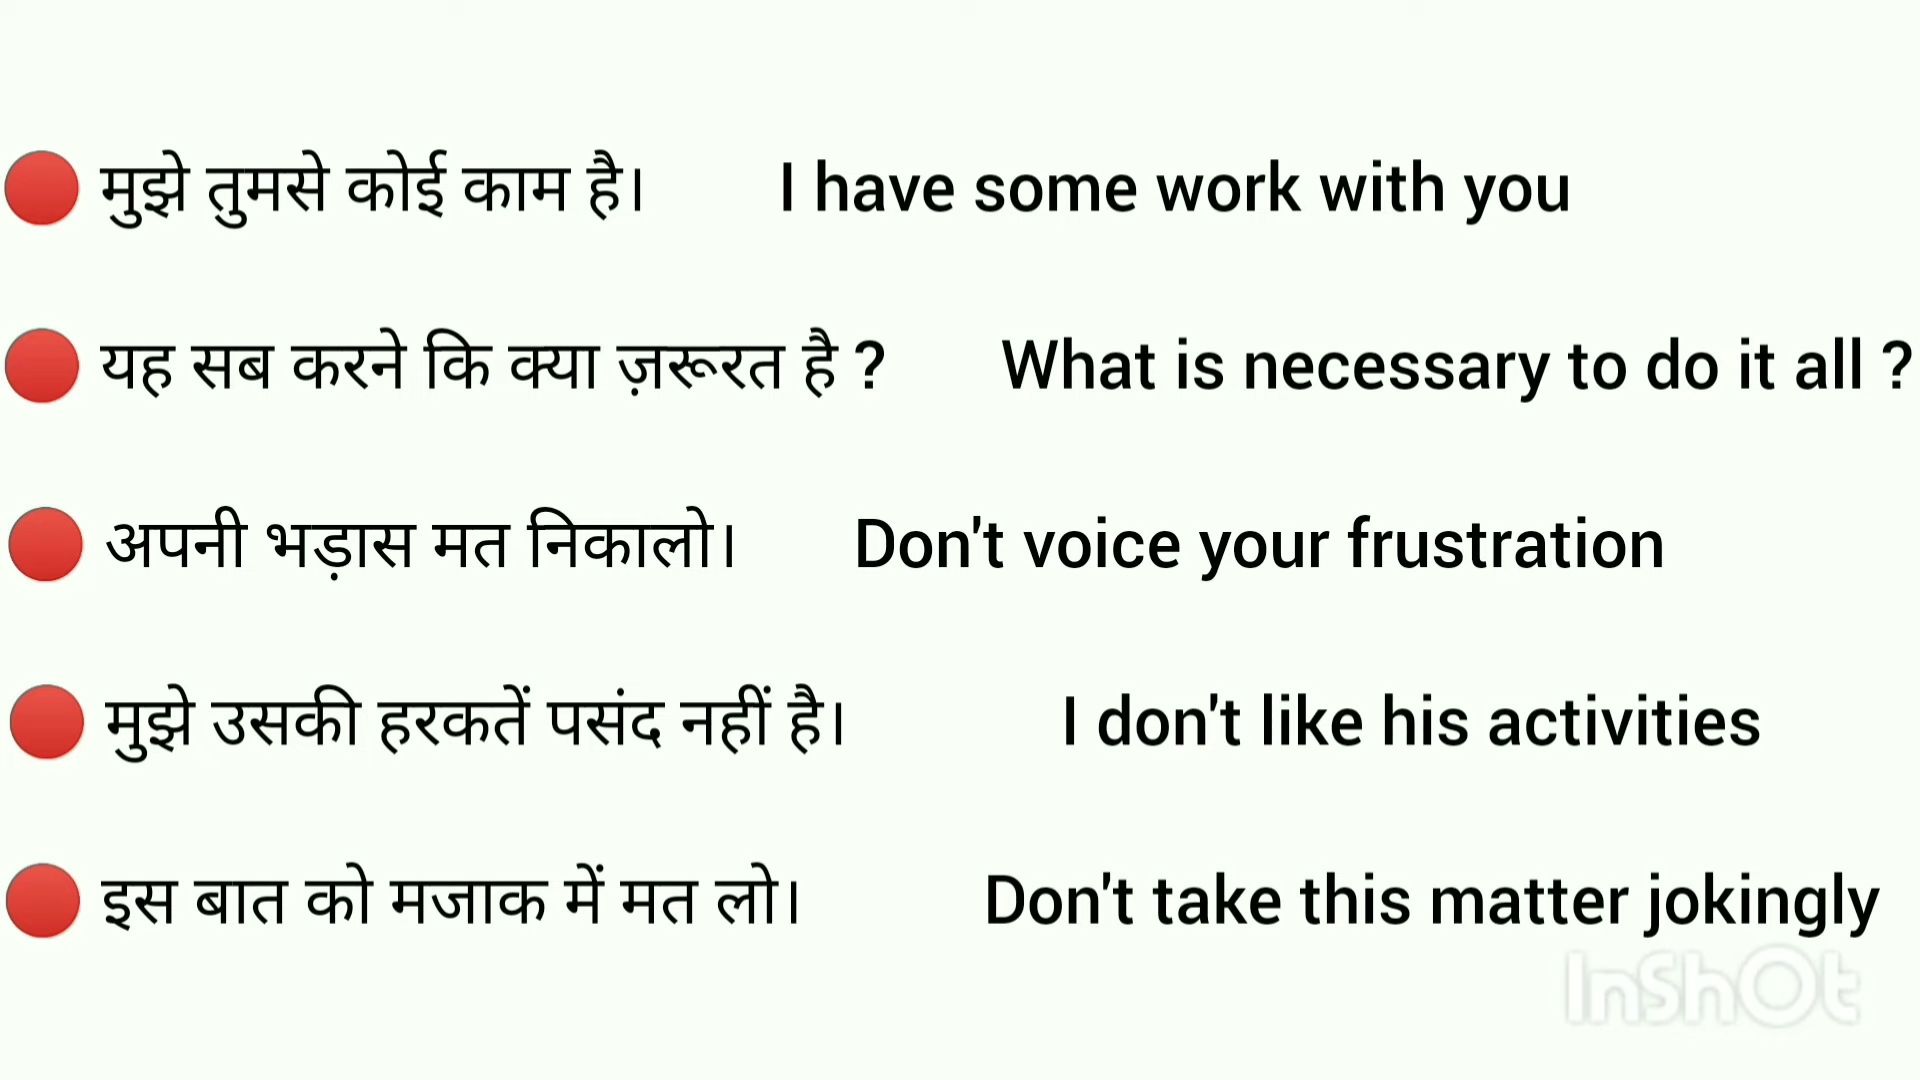 मुझे तुमसे कोई काम है। I have some work with you
यह सब करने कि क्या ज़रूरत है ? What is necessary to do it all ?
अपनी भड़ास मत निकालो। Don't voice your frustration
मुझे उसकी हरकतें पसंद नहीं है। I don't like his activities
इस बात को मजाक में मत लो। Don't take this matter jokingly
InShOt